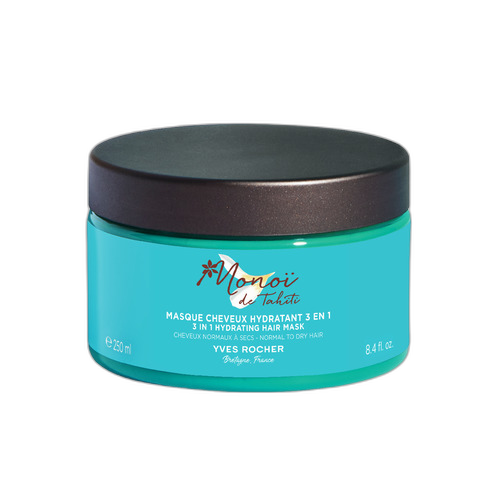 Monoï
de Tahiti
MASQUE CHEVEUX HYDRATANT 3 EN 1
3 IN 1 HYDRATING HAIR MASK
CHEVEUX NORMAUX À SECS - NORMAL TO DRY HAIR
YVES ROCHER
Bretagne, France
℮ 250 ml
8.4 fl. oz.